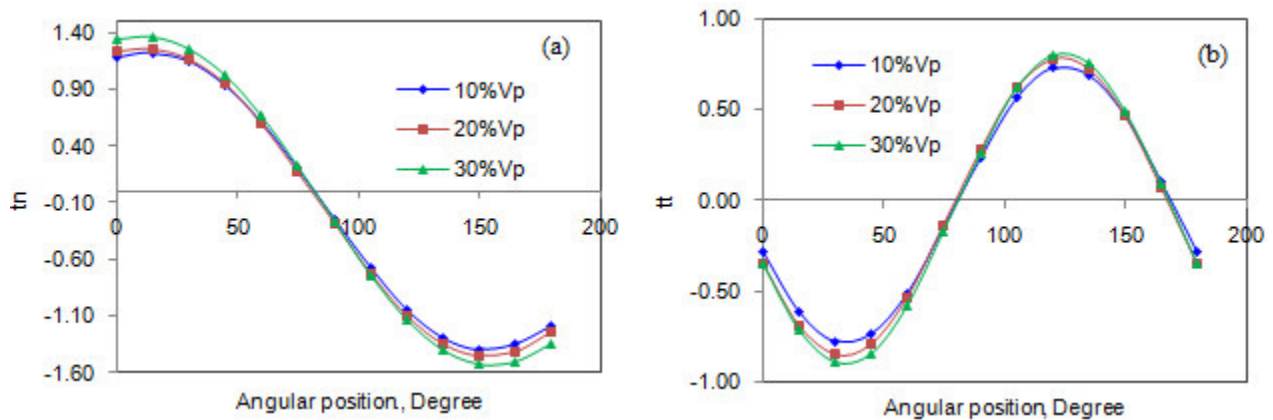 (a)
1.40
0.90
0.40
-0.10
-0.60
-1.10
-1.60
tn
0
50
100
150
200
10%Vp
20%Vp
30%Vp
Angular position., Degree
(b)
1.00
0.50
0.00
-0.50
-1.00
tt
0
50
100
150
200
10%Vp
20%Vp
30%Vp
Angular position, Degree